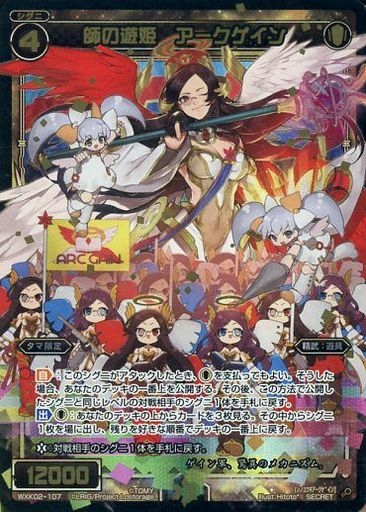 シグニ
4
師の遊姫　アークゲイン
ARC GAIN
タマ限定
精武：遊具
自：このシグニがアタックしたとき、を支払ってもよい。そうした
場合、あなたのデッキの一番上を公開する。その後、この方法で公開し
たシグニと同じレベルの対戦相手のシグニ1体を手札に戻す。
出：あなたのデッキの上からカードを3枚見る。その中からシグニ
1枚を場に出し、残りを好きな順番でデッキの一番上に戻す。
：対戦相手のシグニ1体を手札に戻す。
ゲイン軍、驚異のメカニズム。
12000
WXK02-107
©TOMY
©LRIG/Project Lostorage
Illust.Hitoto*
SECRET